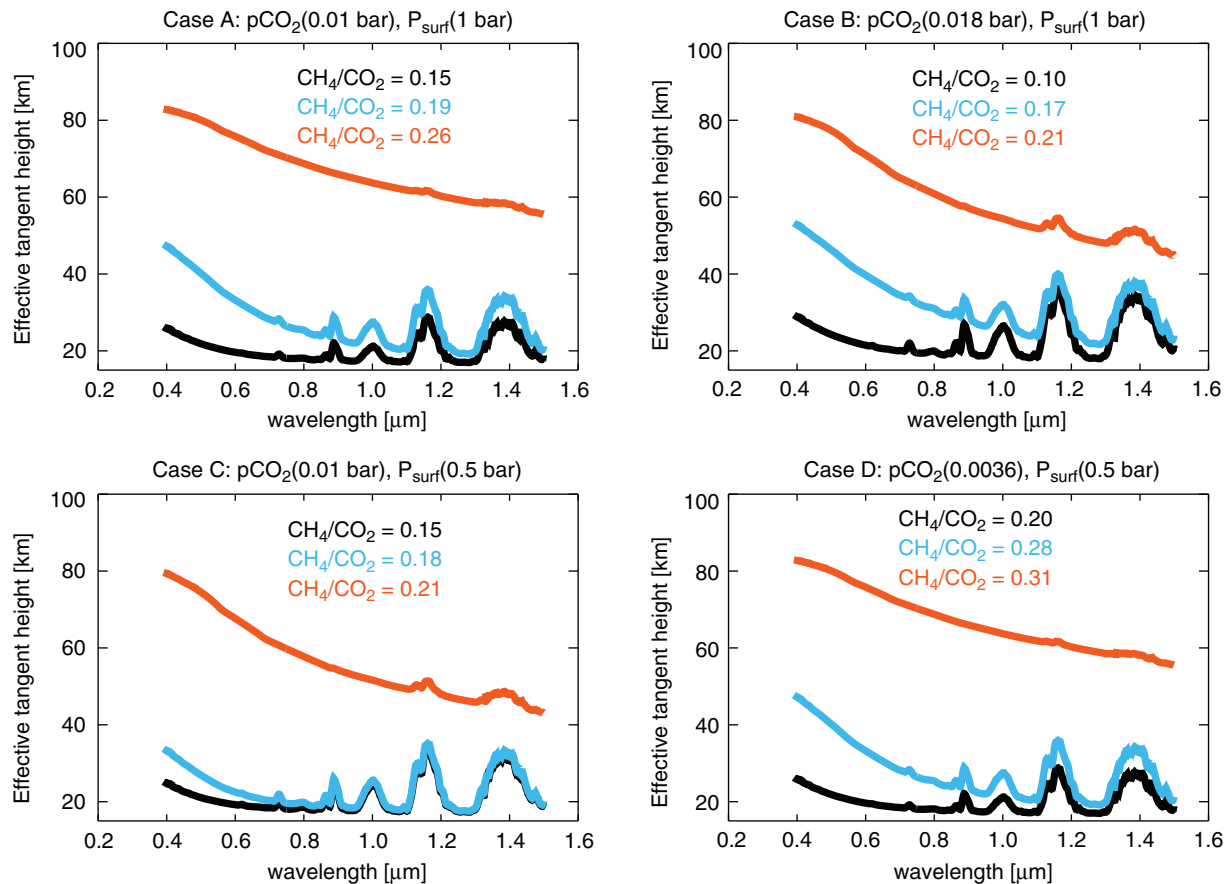 Case A: pCO₂(0.01 bar), P_surf(1 bar)
Effective tangent height [km]
100
80
60
40
20
CH₄/CO₂ = 0.15
CH₄/CO₂ = 0.19
CH₄/CO₂ = 0.26
0.2 0.4 0.6 0.8 1.0 1.2 1.4 1.6
wavelength [μm]
Case B: pCO₂(0.018 bar), P_surf(1 bar)
Effective tangent height [km]
100
80
60
40
20
CH₄/CO₂ = 0.10
CH₄/CO₂ = 0.17
CH₄/CO₂ = 0.21
0.2 0.4 0.6 0.8 1.0 1.2 1.4 1.6
wavelength [μm]
Case C: pCO₂(0.01 bar), P_surf(0.5 bar)
Effective tangent height [km]
100
80
60
40
20
CH₄/CO₂ = 0.15
CH₄/CO₂ = 0.18
CH₄/CO₂ = 0.21
0.2 0.4 0.6 0.8 1.0 1.2 1.4 1.6
wavelength [μm]
Case D: pCO₂(0.0036), P_surf(0.5 bar)
Effective tangent height [km]
100
80
60
40
20
CH₄/CO₂ = 0.20
CH₄/CO₂ = 0.28
CH₄/CO₂ = 0.31
0.2 0.4 0.6 0.8 1.0 1.2 1.4 1.6
wavelength [μm]